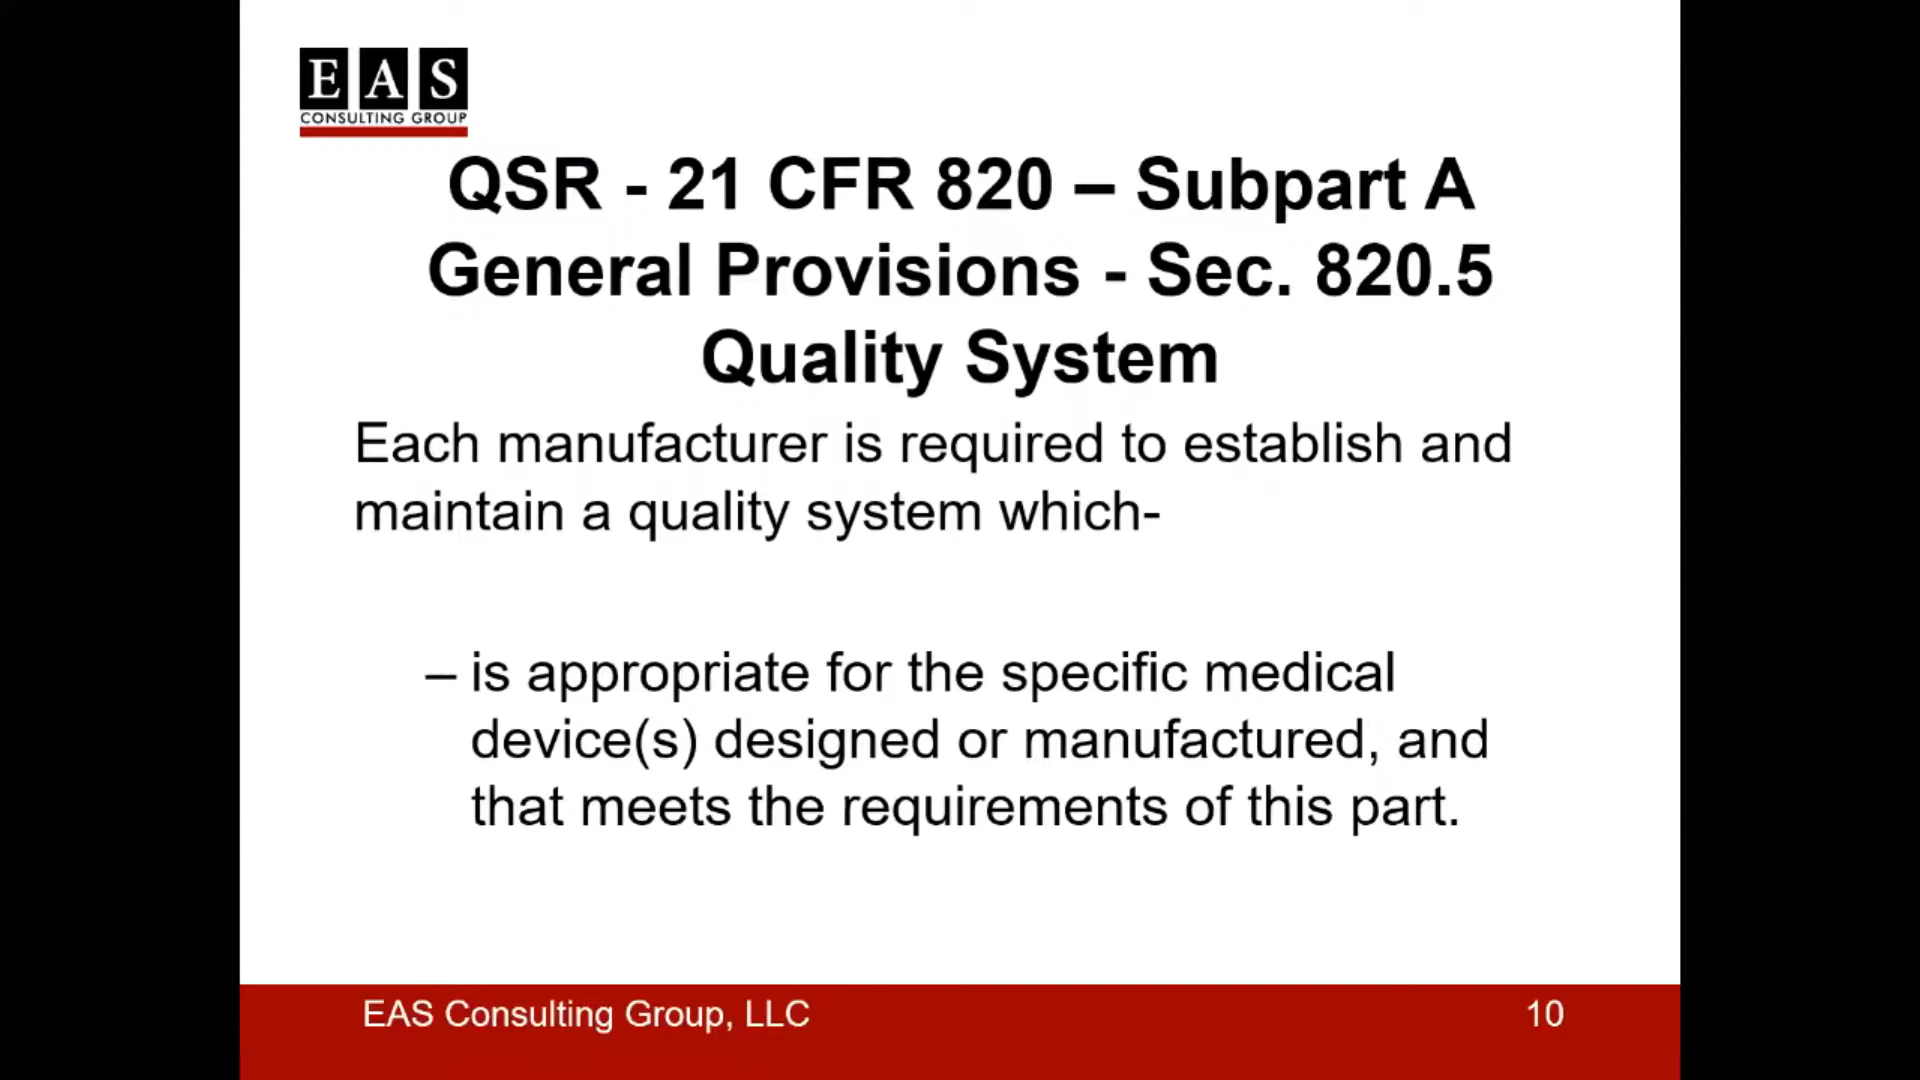 EAS
CONSULTING GROUP
QSR - 21 CFR 820 – Subpart A
General Provisions - Sec. 820.5
Quality System
Each manufacturer is required to establish and
maintain a quality system which-
– is appropriate for the specific medical
device(s) designed or manufactured, and
that meets the requirements of this part.
EAS Consulting Group, LLC
10